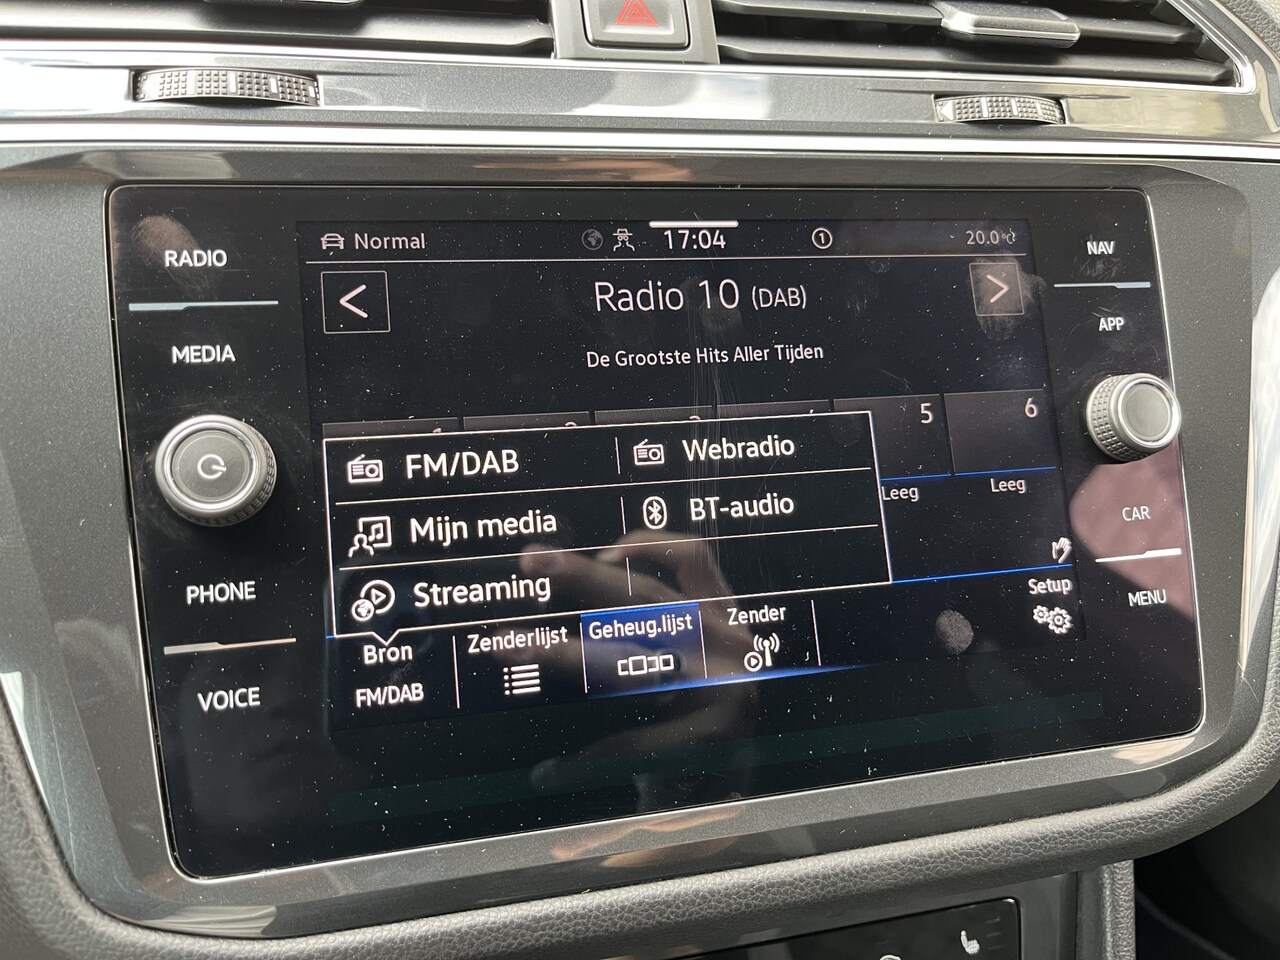 RADIO
MEDIA
PHONE
VOICE
Normal
17:04
1
20.0°C
Radio 10 (DAB)
De Grootste Hits Aller Tijden
5
6
Leeg
Leeg
FM/DAB
Webradio
Mijn media
BT-audio
Streaming
Bron
FM/DAB
Zenderlijst
Geheug.lijst
Zender
Setup
NAV
APP
CAR
MENU